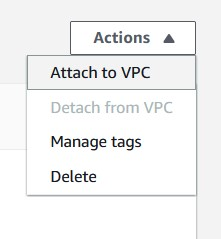 Actions
Attach to VPC
Detach from VPC
Manage tags
Delete